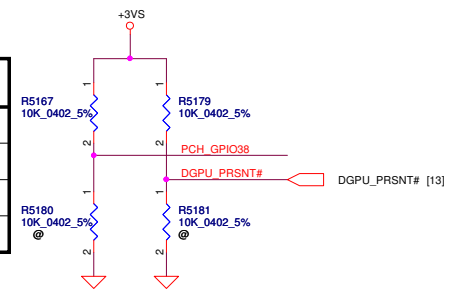 +3VS
1
1
R5167
10K_0402_5%
R5179
10K_0402_5%
2
2
PCH_GPIO38
DGPU_PRSNT#
DGPU_PRSNT# [13]
1
1
R5180
10K_0402_5%
@
R5181
10K_0402_5%
@
2
2